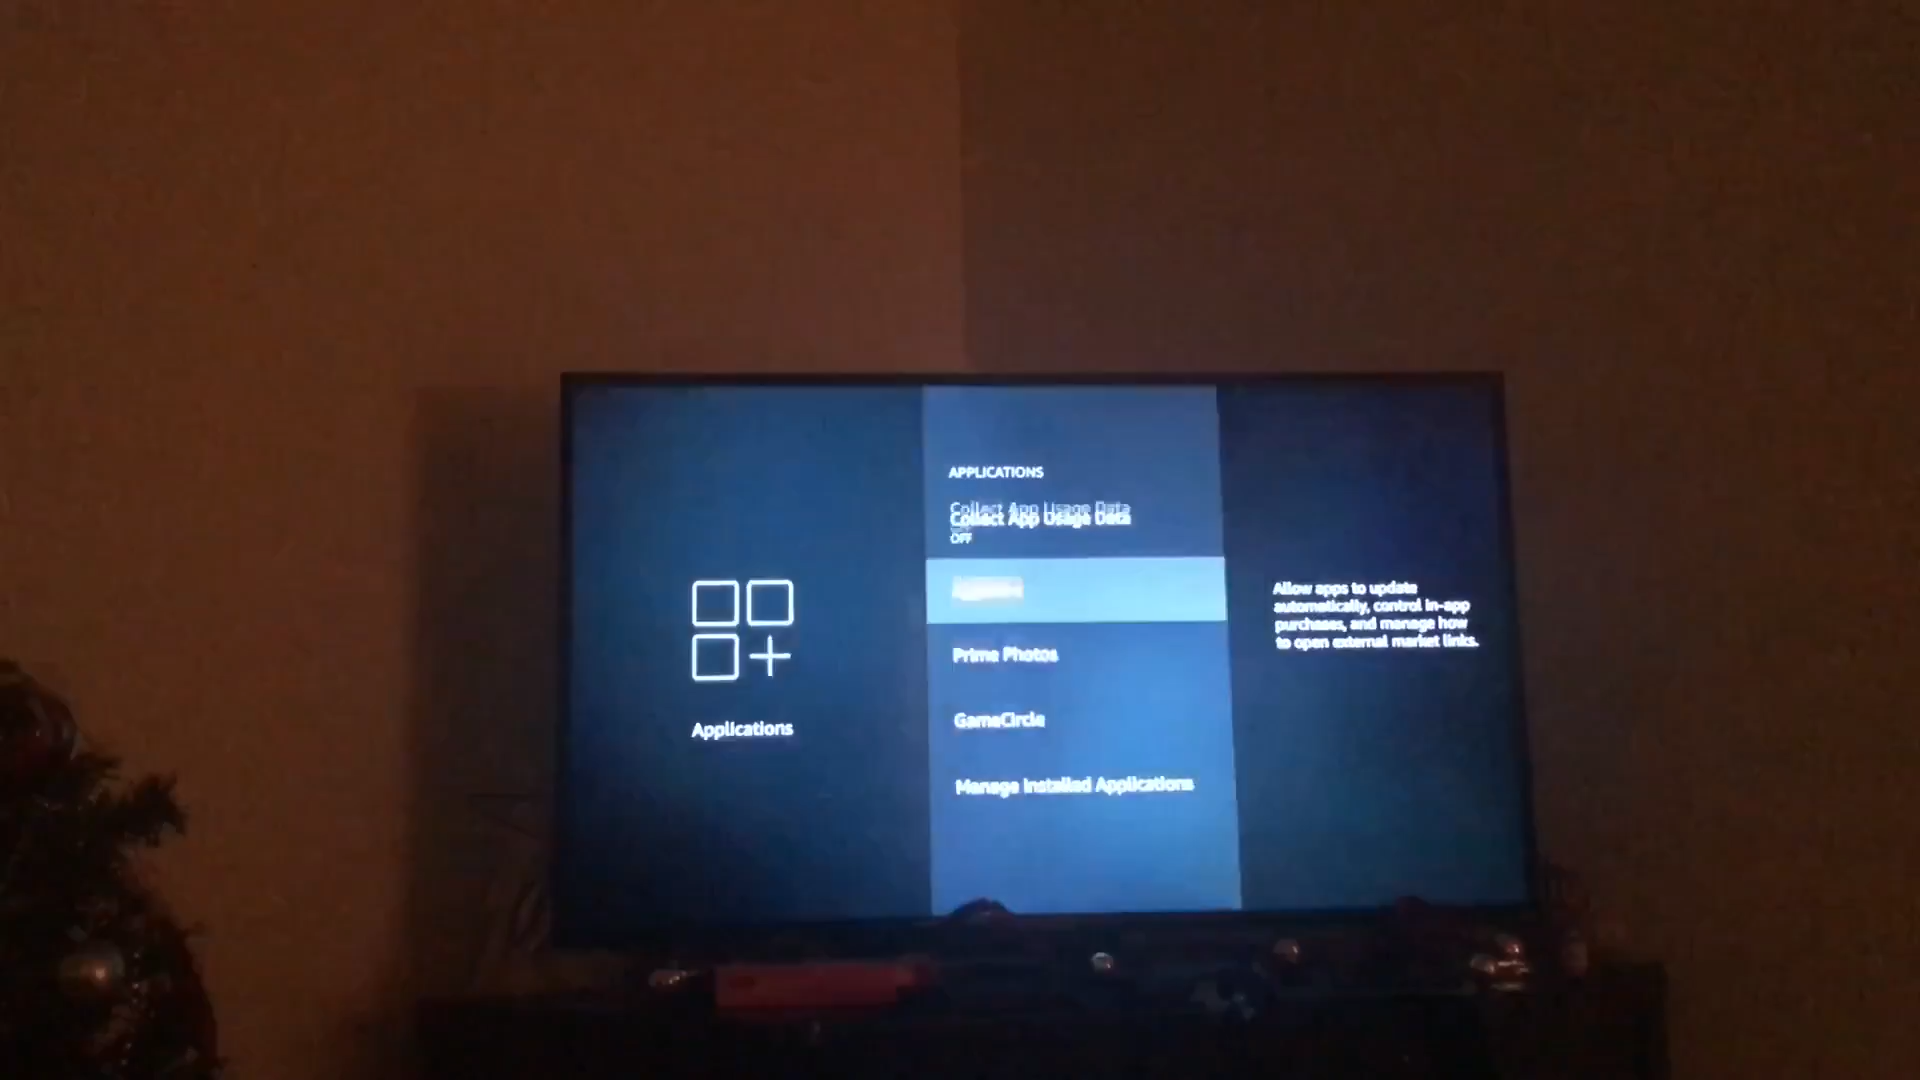 APPLICATIONS
Collect App Usage Data
OFF
Prime Photos
GameCircle
Manage Installed Applications
Applications
Allow apps to update
automatically, control in-app
purchases, and manage how
to open external market links.